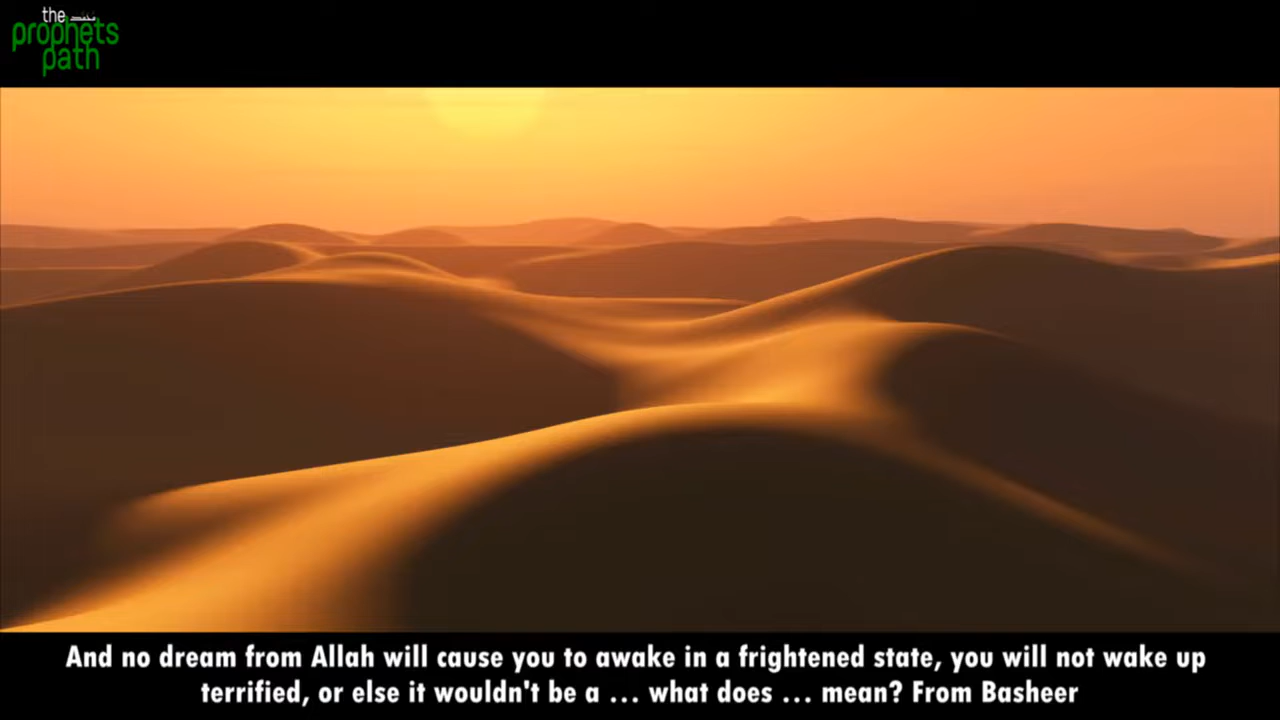 the
prophets
path
And no dream from Allah will cause you to awake in a frightened state, you will not wake up
terrified, or else it wouldn't be a ... what does ... mean? From Basheer